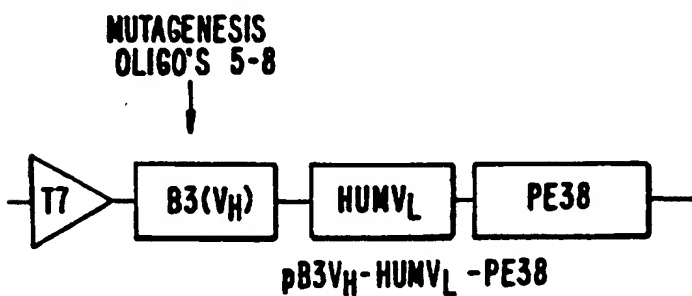 MUTAGENESIS
OLIGO'S 5-8
T7 B3(VH) HUMVL PE38
pB3VH-HUMVL-PE38